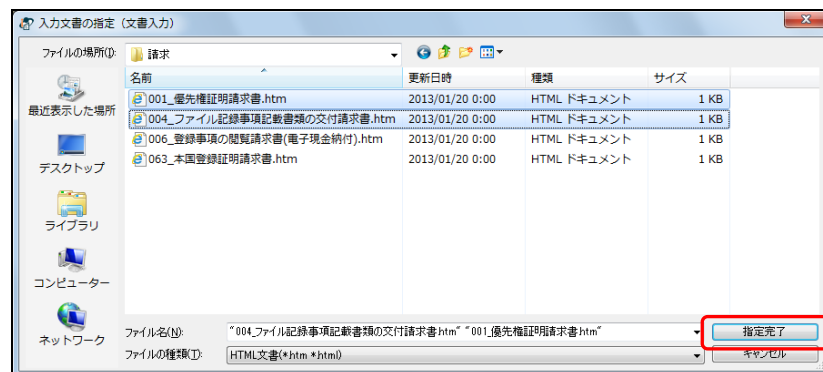 入力文書の指定（文書入力）
ファイルの場所(I):
請求
名前 更新日時 種類 サイズ
001_優先権証明請求書.htm 2013/01/20 0:00 HTML ドキュメント 1 KB
004_ファイル記録事項記載書類の交付請求書.htm 2013/01/20 0:00 HTML ドキュメント 1 KB
006_登録事項の閲覧請求書(電子現金納付).htm 2013/01/20 0:00 HTML ドキュメント 1 KB
063_本国登録証明請求書.htm 2013/01/20 0:00 HTML ドキュメント 1 KB
最近表示した場所
デスクトップ
ライブラリ
コンピューター
ネットワーク
ファイル名(N): "004_ファイル記録事項記載書類の交付請求書.htm" "001_優先権証明請求書.htm" 指定完了
ファイルの種類(T): HTML文書(*.htm *.html) キャンセル